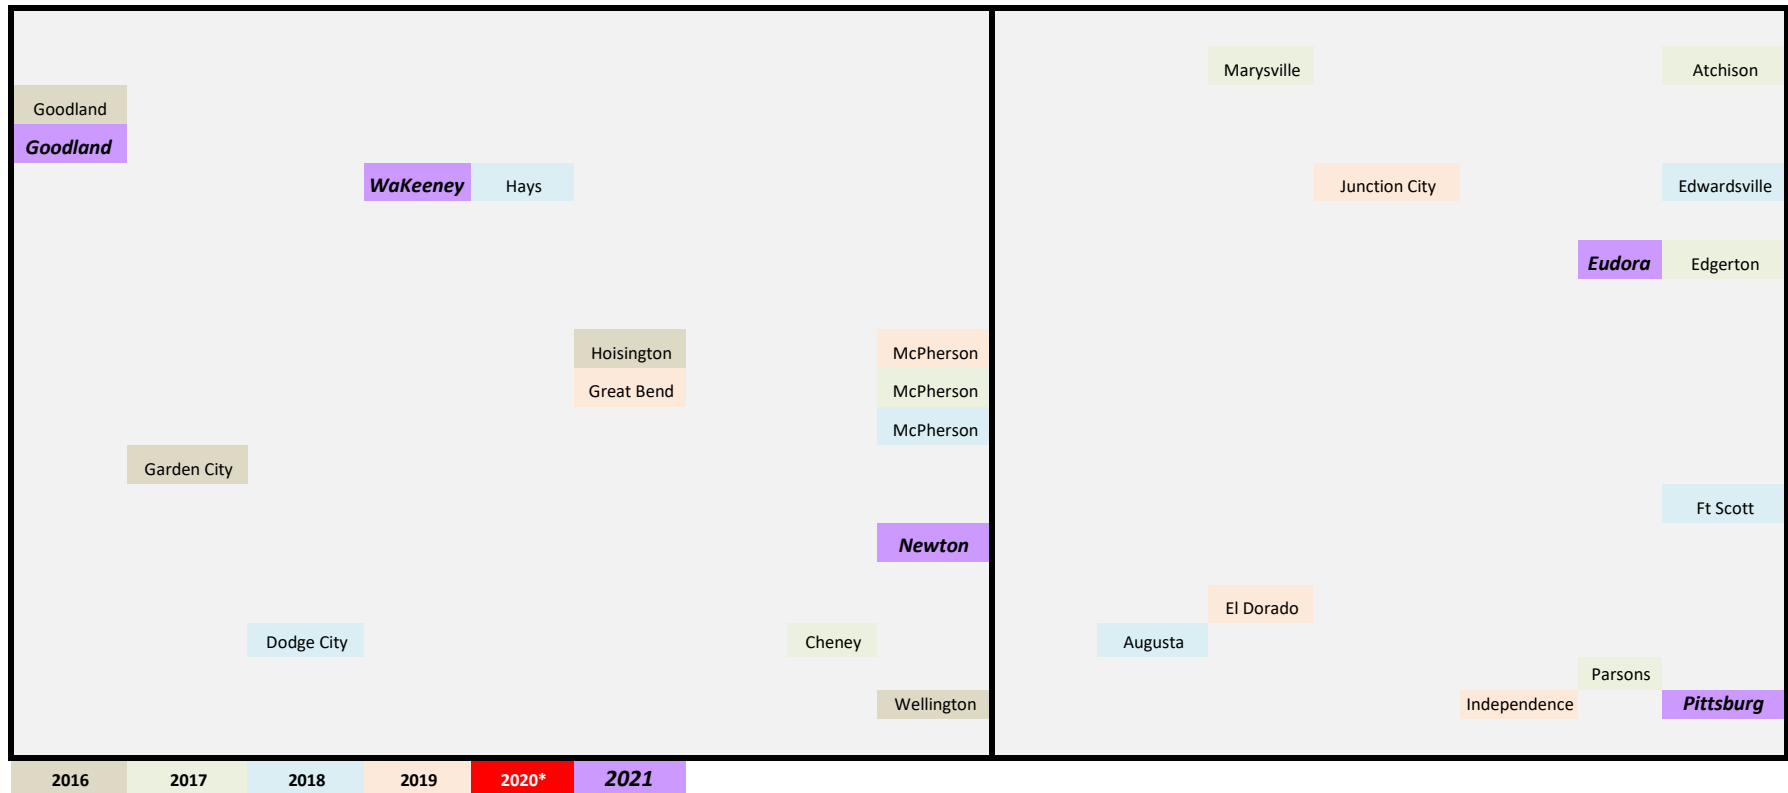 Marysville Atchison
Goodland
Goodland
WaKeeney Hays Junction City Edwardsville
Eudora Edgerton
Hoisington McPherson
Great Bend McPherson
McPherson
Garden City
Ft Scott
Newton
El Dorado
Dodge City Cheney Augusta
Parsons
Wellington Independence Pittsburg
2016 2017 2018 2019 2020* 2021